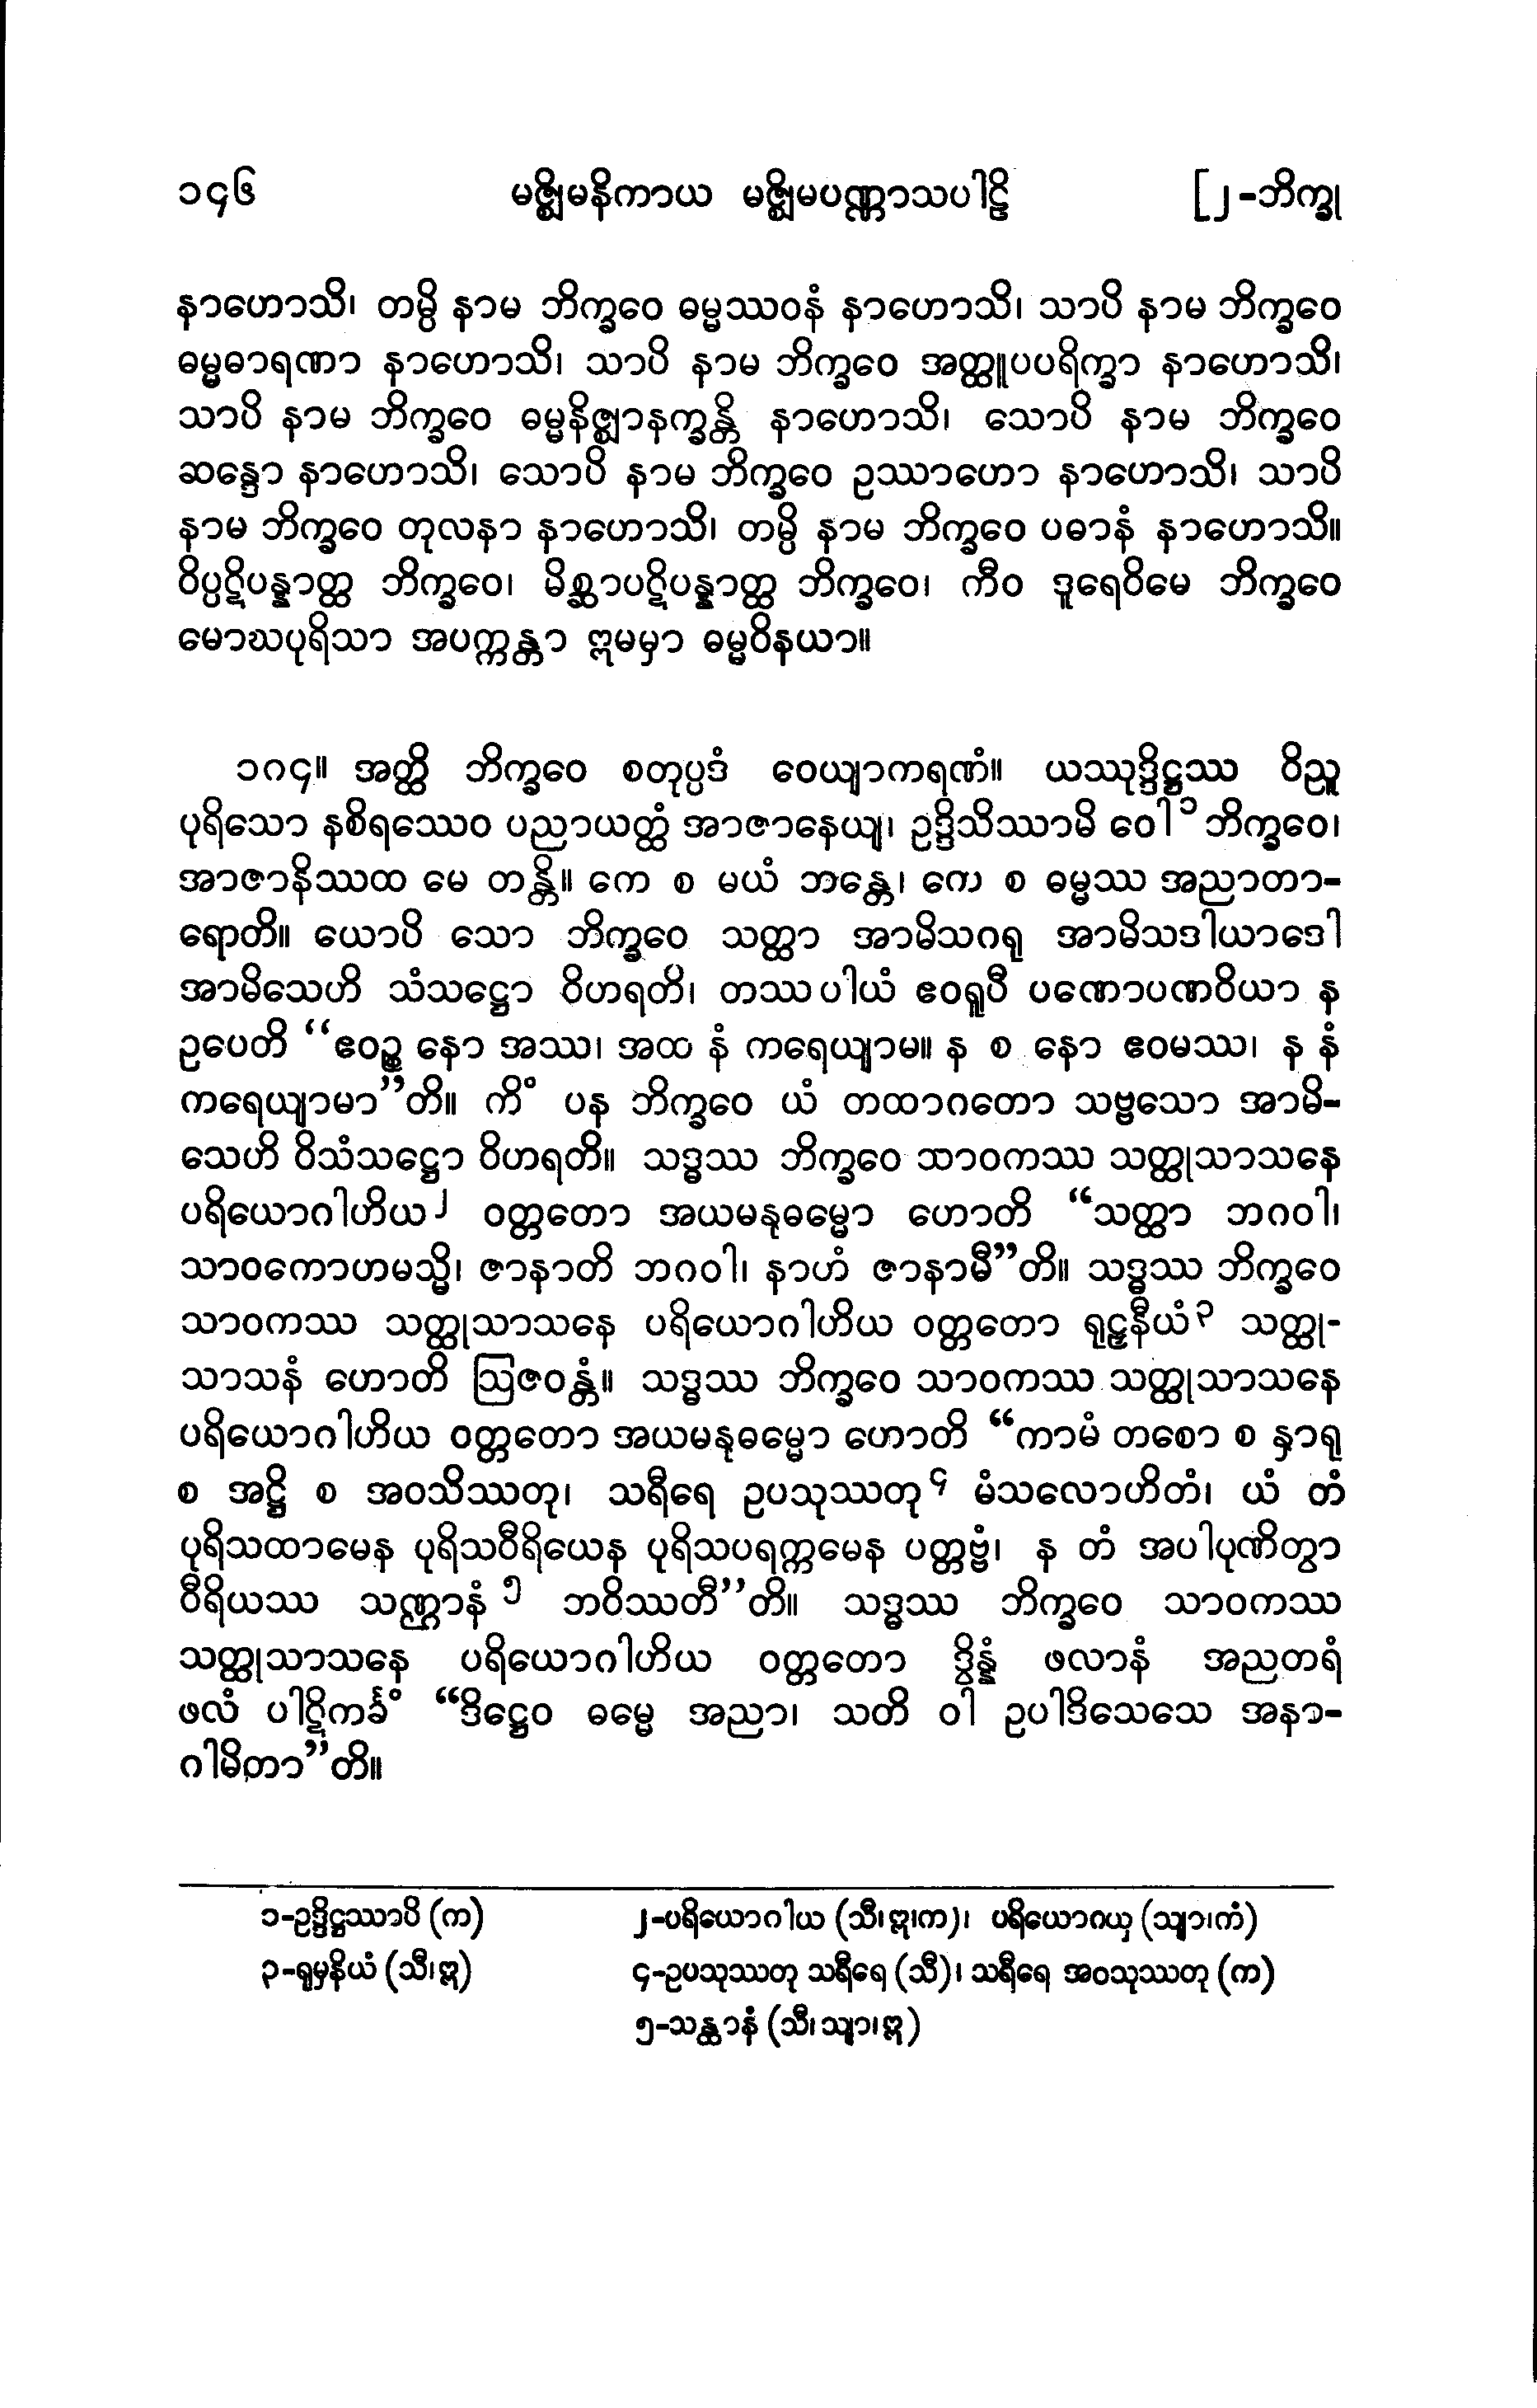 ၁၄၆ မဇ္ဈိမနိကာယ မဇ္ဈိမပဏ္ဏာသပါဠိ [၂-ဘိက္ခု
နာဟောသိ၊ တမ္ပိ နာမ ဘိက္ခဝေ ဓမ္မဿဝနံ နာဟောသိ၊ သာပိ နာမ ဘိက္ခဝေ
ဓမ္မဓာရဏာ နာဟောသိ၊ သာပိ နာမ ဘိက္ခဝေ အတ္ထူပပရိက္ခာ နာဟောသိ၊
သာပိ နာမ ဘိက္ခဝေ ဓမ္မနိဇ္ဈာနက္ခန္တိ နာဟောသိ၊ သောပိ နာမ ဘိက္ခဝေ
ဆန္ဒော နာဟောသိ၊ သောပိ နာမ ဘိက္ခဝေ ဥဿာဟော နာဟောသိ၊ သာပိ
နာမ ဘိက္ခဝေ တုလနာ နာဟောသိ၊ တမ္ပိ နာမ ဘိက္ခဝေ ပဓာနံ နာဟောသိ။
ဝိပ္ပဋိပန္နာတ္ထ ဘိက္ခဝေ၊ မိစ္ဆာပဋိပန္နာတ္ထ ဘိက္ခဝေ၊ ကီဝ ဒူရေဝိမေ ဘိက္ခဝေ
မောဃပုရိသာ အပက္ကန္တာ ဣမမှာ ဓမ္မဝိနယာ။
၁၈၄။ အတ္ထိ ဘိက္ခဝေ စတုပ္ပဒံ ဝေယျာကရဏံ။ ယဿုဒ္ဒိဋ္ဌဿ ဝိညူ
ပုရိသော နစိရဿေဝ ပညာယတ္ထံ အာဇာနေယျ၊ ဥဒ္ဒိသိဿာမိ ဝေါ၁ ဘိက္ခဝေ၊
အာဇာနိဿထ မေ တန္တိ။ ကေ စ မယံ ဘန္တေ၊ ကေ စ ဓမ္မဿ အညာတာ-
ရောတိ။ ယောပိ သော ဘိက္ခဝေ သတ္ထာ အာမိသဂရု အာမိသဒါယာဒေါ
အာမိသေဟိ သံသဋ္ဌော ဝိဟရတိ၊ တဿ ပါယံ ဧဝရူပီ ပဏောပဏဝိယာ န
ဥပေတိ “ဧဝဉ္စ နော အဿ၊ အထ နံ ကရေယျာမ။ န စ နော ဧဝမဿ၊ န နံ
ကရေယျာမာ”တိ။ ကိံ ပန ဘိက္ခဝေ ယံ တထာဂတော သဗ္ဗသော အာမိ-
သေဟိ ဝိသံသဋ္ဌော ဝိဟရတိ။ သဒ္ဓဿ ဘိက္ခဝေ သာဝကဿ သတ္ထုသာသနေ
ပရိယောဂါဟိယ၂ ဝတ္တတော အယမနုဓမ္မော ဟောတိ “သတ္ထာ ဘဂဝါ၊
သာဝကောဟမသ္မိ၊ ဇာနာတိ ဘဂဝါ၊ နာဟံ ဇာနာမီ”တိ။ သဒ္ဓဿ ဘိက္ခဝေ
သာဝကဿ သတ္ထုသာသနေ ပရိယောဂါဟိယ ဝတ္တတော ရုဠှနီယံ၃ သတ္ထု-
သာသနံ ဟောတိ ဩဇဝန္တံ။ သဒ္ဓဿ ဘိက္ခဝေ သာဝကဿ သတ္ထုသာသနေ
ပရိယောဂါဟိယ ဝတ္တတော အယမနုဓမ္မော ဟောတိ “ကာမံ တစော စ နှာရု
စ အဋ္ဌိ စ အဝသိဿတု၊ သရီရေ ဥပသုဿတု၄ မံသလောဟိတံ၊ ယံ တံ
ပုရိသထာမေန ပုရိသဝီရိယေန ပုရိသပရက္ကမေန ပတ္တဗ္ဗံ၊ န တံ အပါပုဏိတွာ
ဝီရိယဿ သဏ္ဌာနံ၅ ဘဝိဿတီ”တိ။ သဒ္ဓဿ ဘိက္ခဝေ သာဝကဿ
သတ္ထုသာသနေ ပရိယောဂါဟိယ ဝတ္တတော ဒွိန္နံ ဖလာနံ အညတရံ
ဖလံ ပါဋိကင်္ခံ “ဒိဋ္ဌေဝ ဓမ္မေ အညာ၊ သတိ ဝါ ဥပါဒိသေသေ အနာ-
ဂါမိတာ”တိ။
၁-ဥဒ္ဒိဋ္ဌဿာပိ (က) ၂-ပရိယောဂါယ (သီ၊ဣ၊က)၊ ပရိယောဂယှ (သျာ၊ကံ)
၃-ရုမှနိယံ (သီ၊ဣ) ၄-ဥပသုဿတု သရီရေ (သီ)၊ သရီရေ အဝသုဿတု (က)
၅-သန္ထာနံ (သီ၊သျာ၊ဣ)